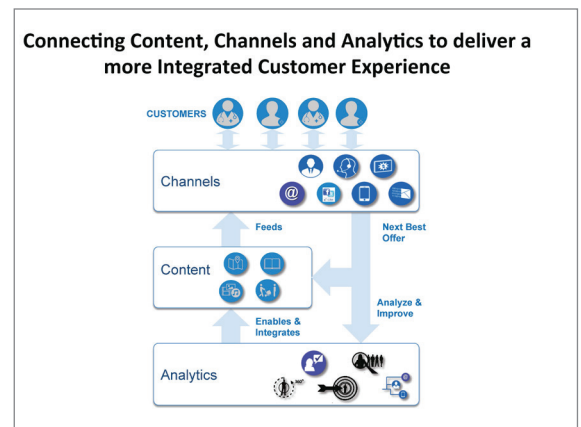 Connecting Content, Channels and Analytics to deliver a
more Integrated Customer Experience
CUSTOMERS
Channels
@
Feeds
Next Best
Offer
Content
Analyze &
Improve
Enables &
Integrates
Analytics
360°